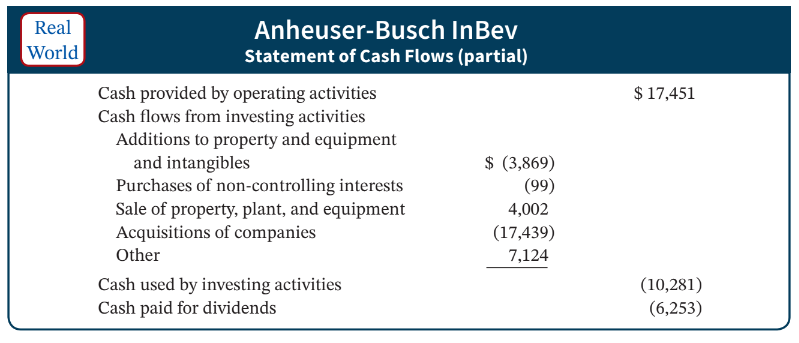 Real
World
Anheuser-Busch InBev
Statement of Cash Flows (partial)
Cash provided by operating activities $ 17,451
Cash flows from investing activities
Additions to property and equipment
and intangibles $ (3,869)
Purchases of non-controlling interests (99)
Sale of property, plant, and equipment 4,002
Acquisitions of companies (17,439)
Other 7,124
Cash used by investing activities (10,281)
Cash paid for dividends (6,253)